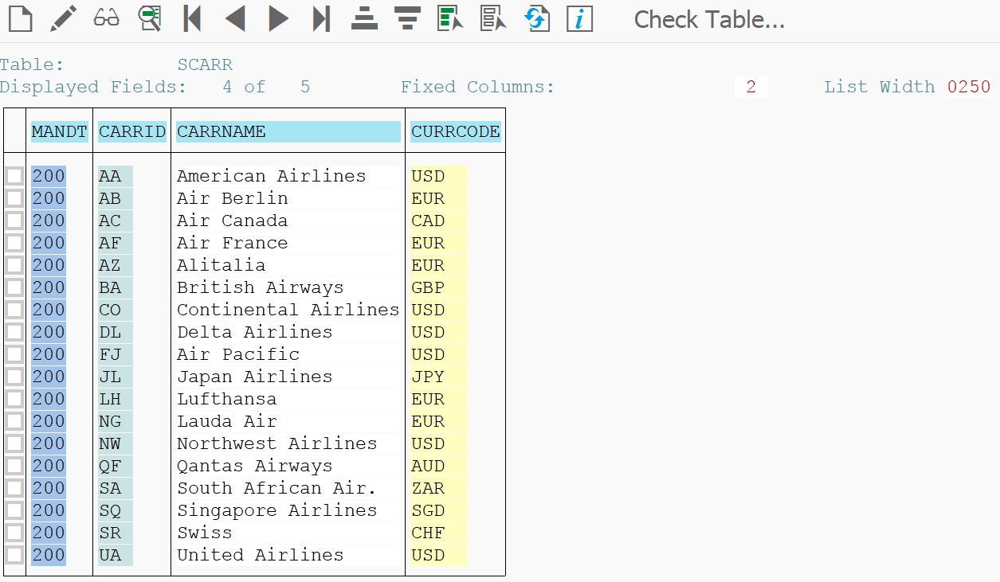 Check Table...
Table: SCARR
Displayed Fields: 4 of 5 Fixed Columns: 2 List Width 0250
MANDT CARRID CARRNAME CURRCODE
200 AA American Airlines USD
200 AB Air Berlin EUR
200 AC Air Canada CAD
200 AF Air France EUR
200 AZ Alitalia EUR
200 BA British Airways GBP
200 CO Continental Airlines USD
200 DL Delta Airlines USD
200 FJ Air Pacific USD
200 JL Japan Airlines JPY
200 LH Lufthansa EUR
200 NG Lauda Air EUR
200 NW Northwest Airlines USD
200 QF Qantas Airways AUD
200 SA South African Air. ZAR
200 SQ Singapore Airlines SGD
200 SR Swiss CHF
200 UA United Airlines USD